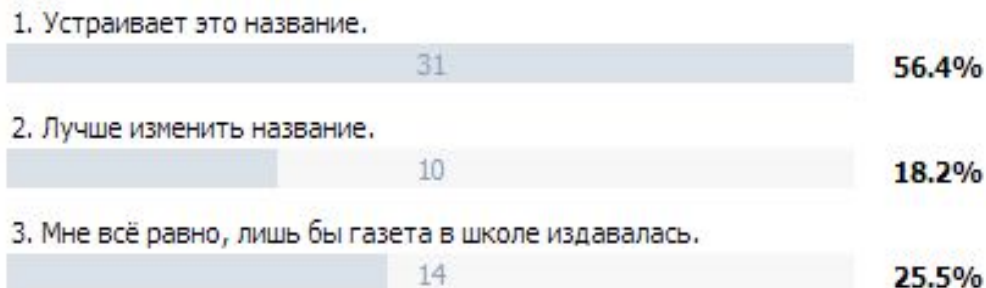 1. Устраивает это название.
31 56.4%
2. Лучше изменить название.
10 18.2%
3. Мне всё равно, лишь бы газета в школе издавалась.
14 25.5%